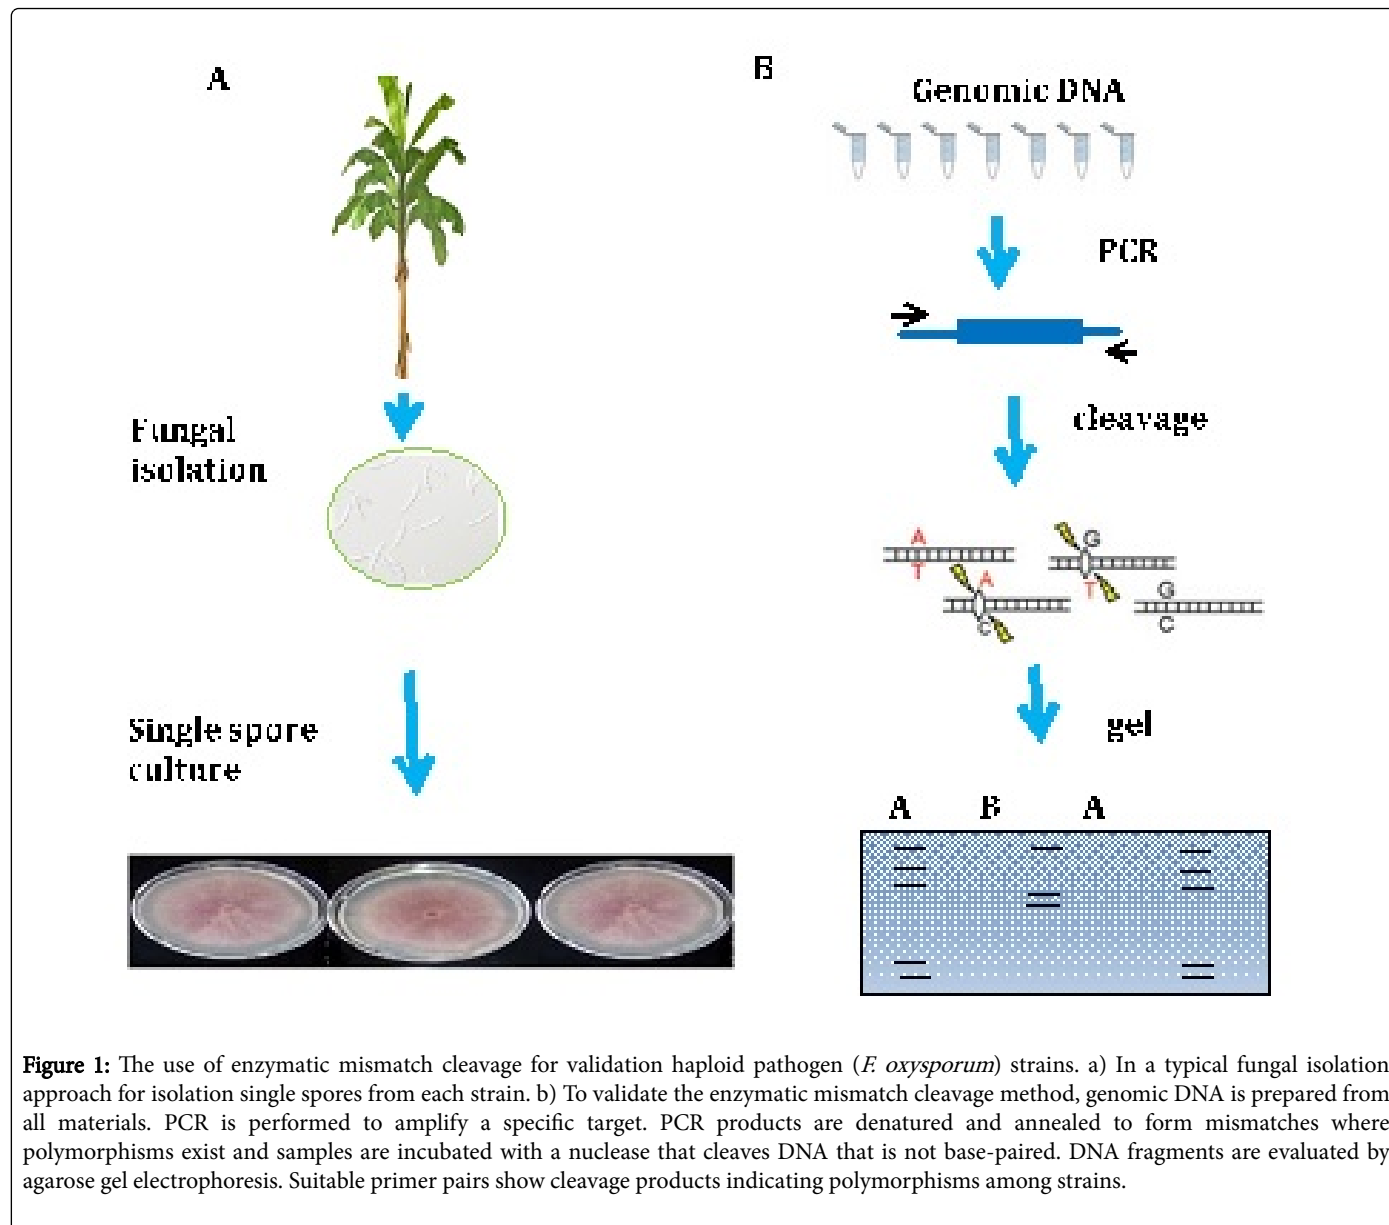 A
B
Genomic DNA
PCR
Fungal
isolation
cleavage
A
T
A
C
G
T
G
C
Single spore
culture
gel
A B A
Figure 1: The use of enzymatic mismatch cleavage for validation haploid pathogen (F. oxysporum) strains. a) In a typical fungal isolation
approach for isolation single spores from each strain. b) To validate the enzymatic mismatch cleavage method, genomic DNA is prepared from
all materials. PCR is performed to amplify a specific target. PCR products are denatured and annealed to form mismatches where
polymorphisms exist and samples are incubated with a nuclease that cleaves DNA that is not base-paired. DNA fragments are evaluated by
agarose gel electrophoresis. Suitable primer pairs show cleavage products indicating polymorphisms among strains.